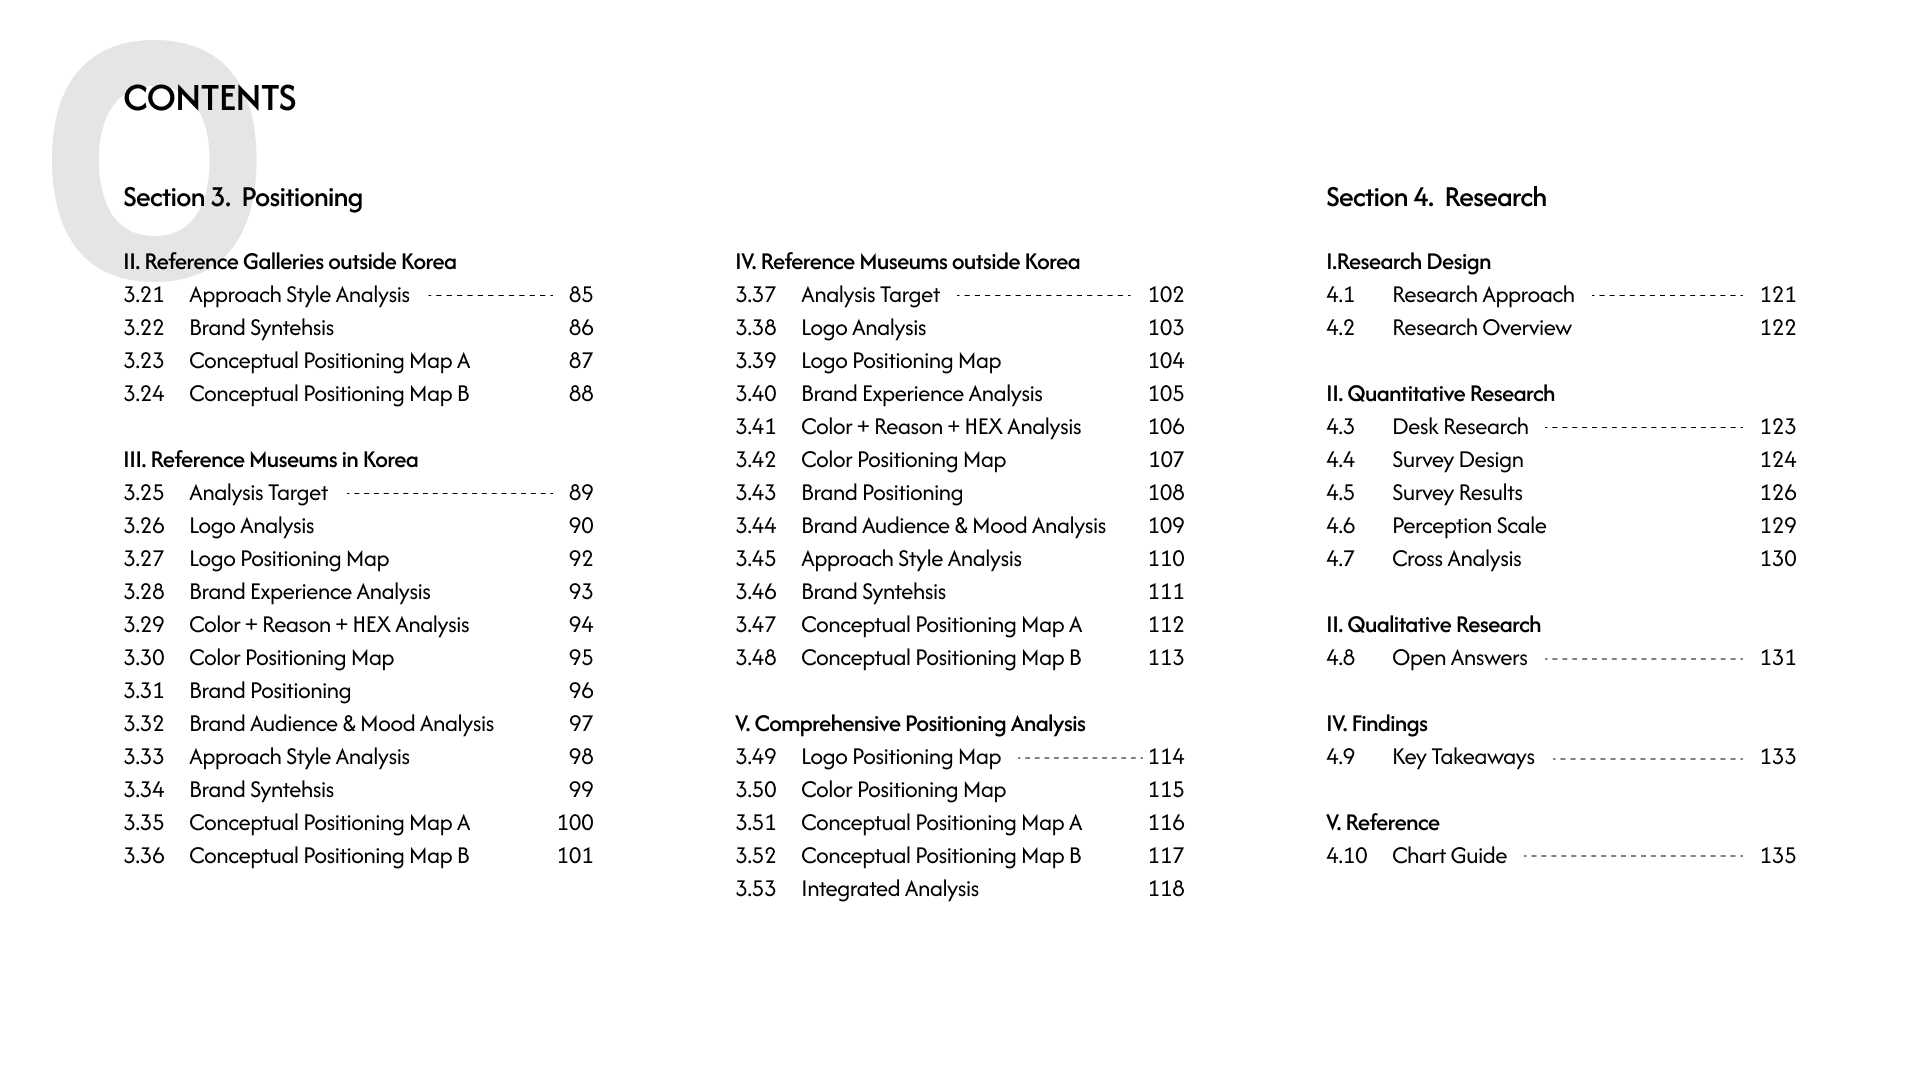 0
CONTENTS
Section 3. Positioning
II. Reference Galleries outside Korea
3.21 Approach Style Analysis 85
3.22 Brand Syntehsis 86
3.23 Conceptual Positioning Map A 87
3.24 Conceptual Positioning Map B 88
III. Reference Museums in Korea
3.25 Analysis Target 89
3.26 Logo Analysis 90
3.27 Logo Positioning Map 92
3.28 Brand Experience Analysis 93
3.29 Color + Reason + HEX Analysis 94
3.30 Color Positioning Map 95
3.31 Brand Positioning 96
3.32 Brand Audience & Mood Analysis 97
3.33 Approach Style Analysis 98
3.34 Brand Syntehsis 99
3.35 Conceptual Positioning Map A 100
3.36 Conceptual Positioning Map B 101
IV. Reference Museums outside Korea
3.37 Analysis Target 102
3.38 Logo Analysis 103
3.39 Logo Positioning Map 104
3.40 Brand Experience Analysis 105
3.41 Color + Reason + HEX Analysis 106
3.42 Color Positioning Map 107
3.43 Brand Positioning 108
3.44 Brand Audience & Mood Analysis 109
3.45 Approach Style Analysis 110
3.46 Brand Syntehsis 111
3.47 Conceptual Positioning Map A 112
3.48 Conceptual Positioning Map B 113
V. Comprehensive Positioning Analysis
3.49 Logo Positioning Map 114
3.50 Color Positioning Map 115
3.51 Conceptual Positioning Map A 116
3.52 Conceptual Positioning Map B 117
3.53 Integrated Analysis 118
Section 4. Research
I.Research Design
4.1 Research Approach 121
4.2 Research Overview 122
II. Quantitative Research
4.3 Desk Research 123
4.4 Survey Design 124
4.5 Survey Results 126
4.6 Perception Scale 129
4.7 Cross Analysis 130
II. Qualitative Research
4.8 Open Answers 131
IV. Findings
4.9 Key Takeaways 133
V. Reference
4.10 Chart Guide 135